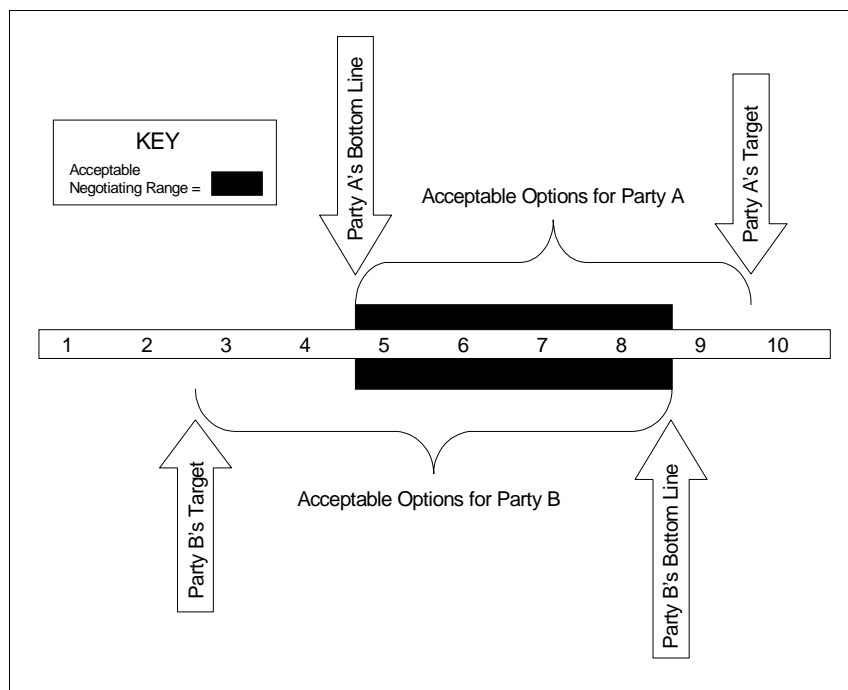 Party A's Bottom Line
Party A's Target
KEY
Acceptable
Negotiating Range =
Acceptable Options for Party A
1 2 3 4 5 6 7 8 9 10
Party B's Target
Acceptable Options for Party B
Party B's Bottom Line